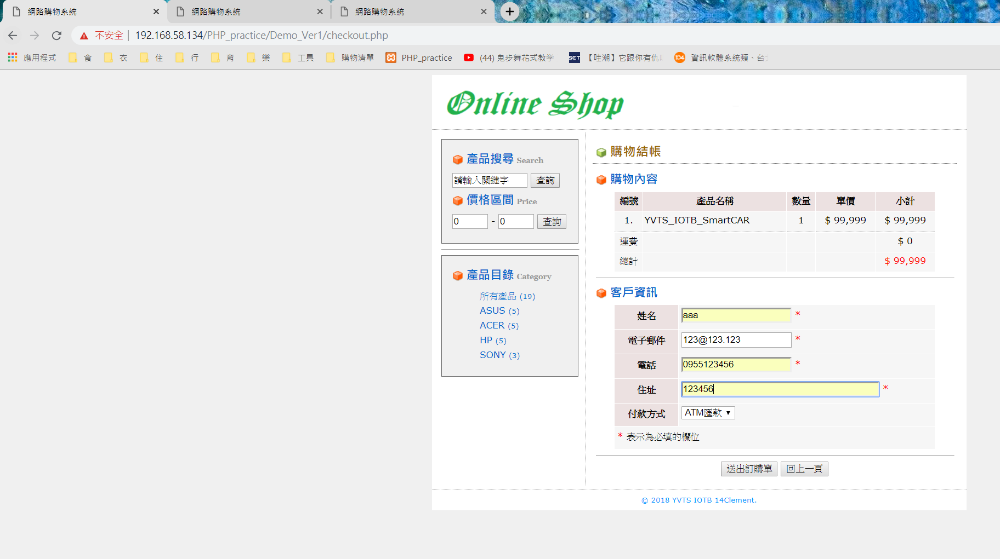 網路購物系統
網路購物系統
網路購物系統
不安全 192.168.58.134/PHP_practice/Demo_Ver1/checkout.php
應用程式 食 衣 住 行 育 樂 工具 購物清單 PHP_practice (44) 鬼步舞花式教学 SET 【哇潮】它跟你有仇 104 資訊軟體系統類、台
Online Shop
產品搜尋 Search
請輸入關鍵字 查詢
價格區間 Price
0 - 0 查詢
產品目錄 Category
所有產品 (19)
ASUS (5)
ACER (5)
HP (5)
SONY (3)
購物結帳
購物內容
編號 產品名稱 數量 單價 小計
1. YVTS_IOTB_SmartCAR 1 $ 99,999 $ 99,999
運費 $ 0
總計 $ 99,999
客戶資訊
姓名 aaa *
電子郵件 123@123.123 *
電話 0955123456 *
住址 123456 *
付款方式 ATM匯款
* 表示為必填的欄位
送出訂購單 回上一頁
© 2018 YVTS IOTB 14Clement.